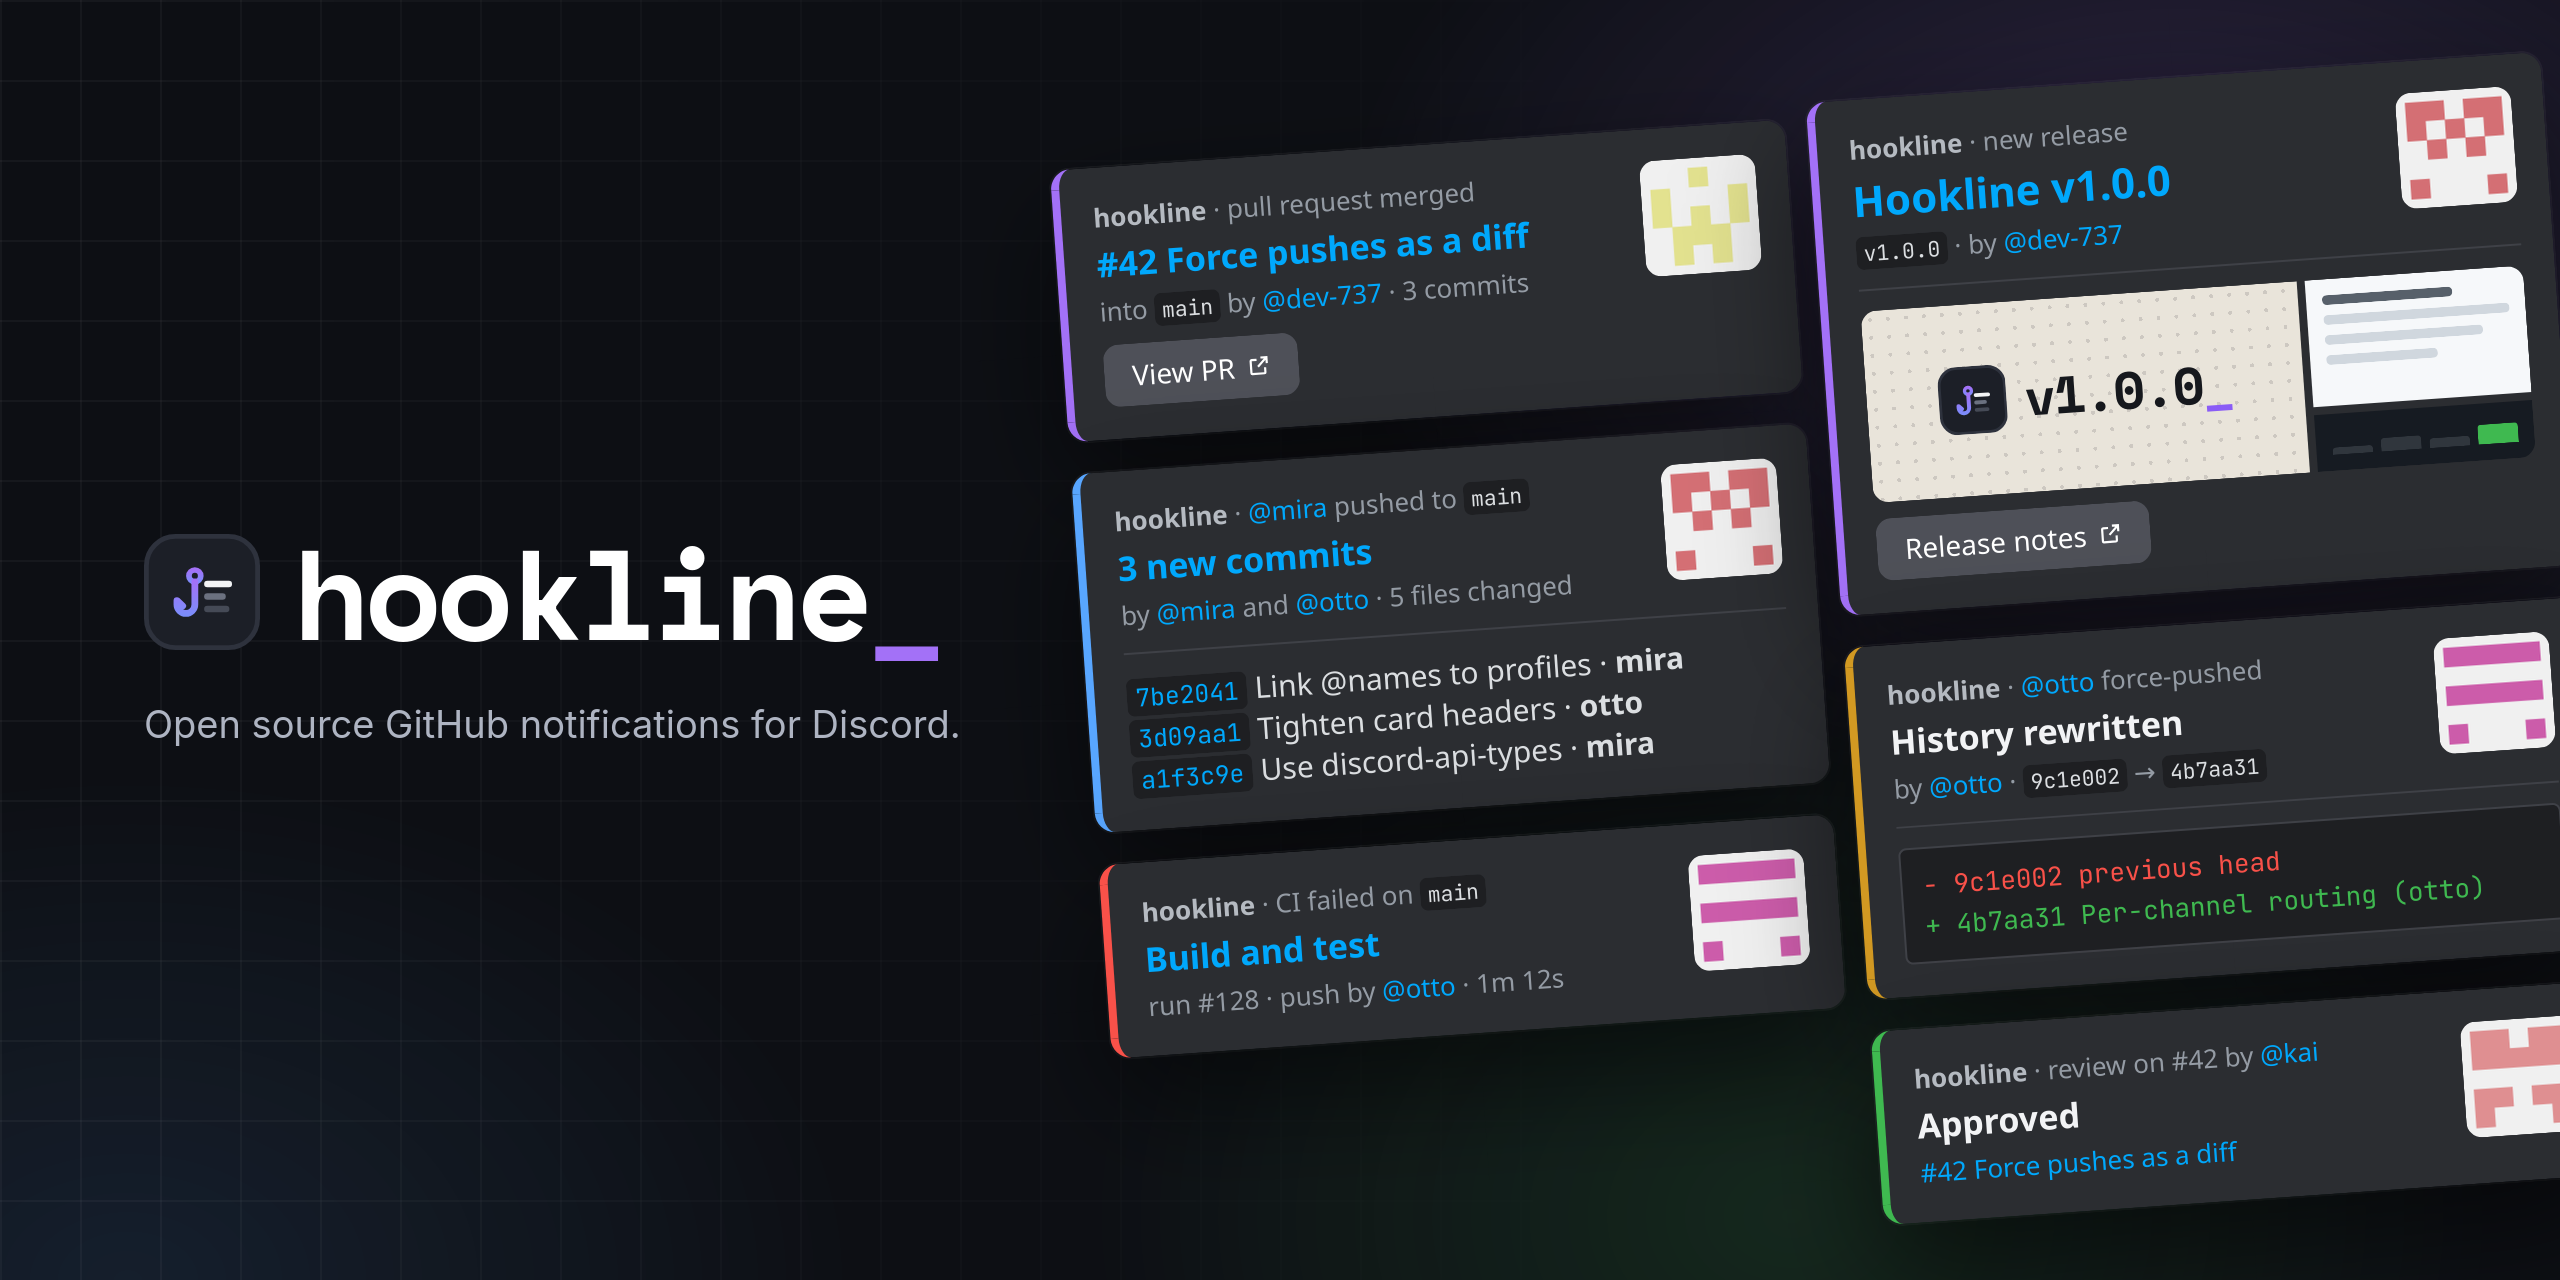 hookline_
Open source GitHub notifications for Discord.
hookline · pull request merged
#42 Force pushes as a diff
into main by @dev-737 · 3 commits
View PR
hookline · @mira pushed to main
3 new commits
by @mira and @otto · 5 files changed
7be2041 Link @names to profiles · mira
3d09aa1 Tighten card headers · otto
a1f3c9e Use discord-api-types · mira
hookline · CI failed on main
Build and test
run #128 · push by @otto · 1m 12s
hookline · new release
Hookline v1.0.0
v1.0.0 · by @dev-737
v1.0.0_
Release notes
hookline · @otto force-pushed
History rewritten
by @otto · 9c1e002 → 4b7aa31
- 9c1e002 previous head
+ 4b7aa31 Per-channel routing (otto)
hookline · review on #42 by @kai
Approved
#42 Force pushes as a diff